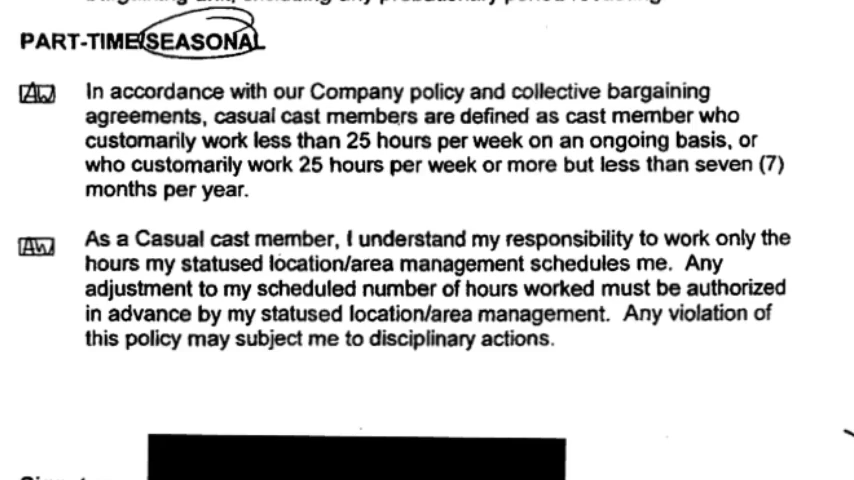 PART-TIME/SEASONAL
AW In accordance with our Company policy and collective bargaining
agreements, casual cast members are defined as cast member who
customarily work less than 25 hours per week on an ongoing basis, or
who customarily work 25 hours per week or more but less than seven (7)
months per year.
AW As a Casual cast member, I understand my responsibility to work only the
hours my statused location/area management schedules me. Any
adjustment to my scheduled number of hours worked must be authorized
in advance by my statused location/area management. Any violation of
this policy may subject me to disciplinary actions.